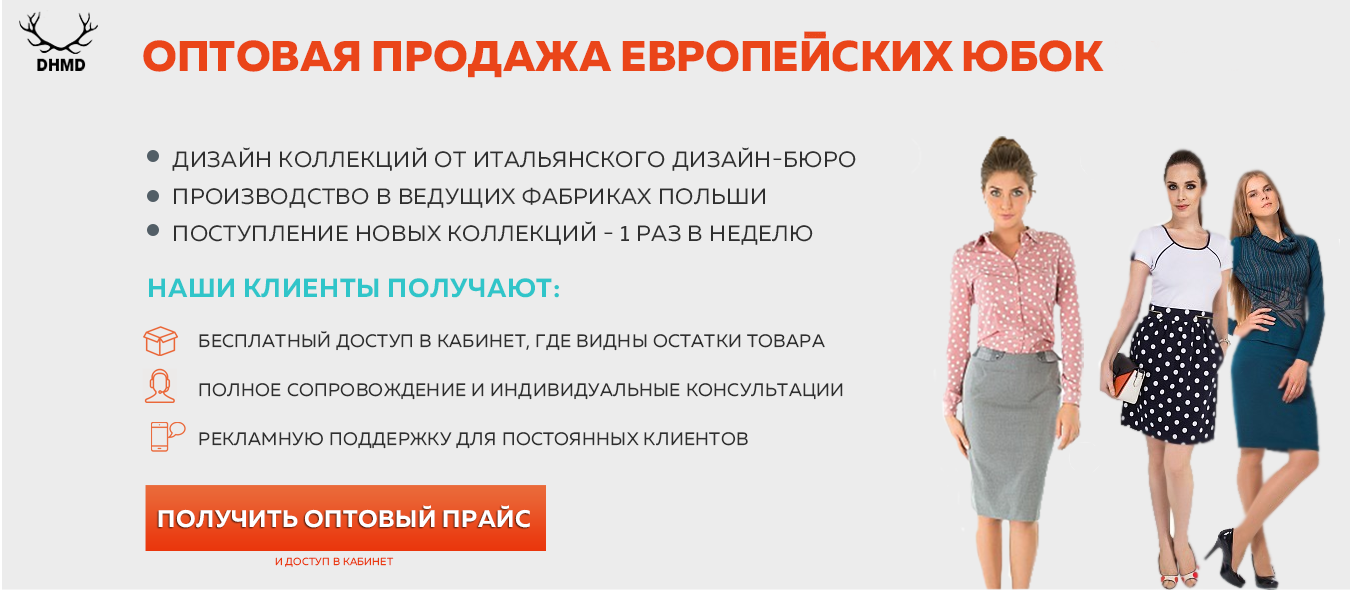 DHMD
ОПТОВАЯ ПРОДАЖА ЕВРОПЕЙСКИХ ЮБОК
ДИЗАЙН КОЛЛЕКЦИЙ ОТ ИТАЛЬЯНСКОГО ДИЗАЙН-БЮРО
ПРОИЗВОДСТВО В ВЕДУЩИХ ФАБРИКАХ ПОЛЬШИ
ПОСТУПЛЕНИЕ НОВЫХ КОЛЛЕКЦИЙ - 1 РАЗ В НЕДЕЛЮ
НАШИ КЛИЕНТЫ ПОЛУЧАЮТ:
БЕСПЛАТНЫЙ ДОСТУП В КАБИНЕТ, ГДЕ ВИДНЫ ОСТАТКИ ТОВАРА
ПОЛНОЕ СОПРОВОЖДЕНИЕ И ИНДИВИДУАЛЬНЫЕ КОНСУЛЬТАЦИИ
РЕКЛАМНУЮ ПОДДЕРЖКУ ДЛЯ ПОСТОЯННЫХ КЛИЕНТОВ
ПОЛУЧИТЬ ОПТОВЫЙ ПРАЙС
И ДОСТУП В КАБИНЕТ